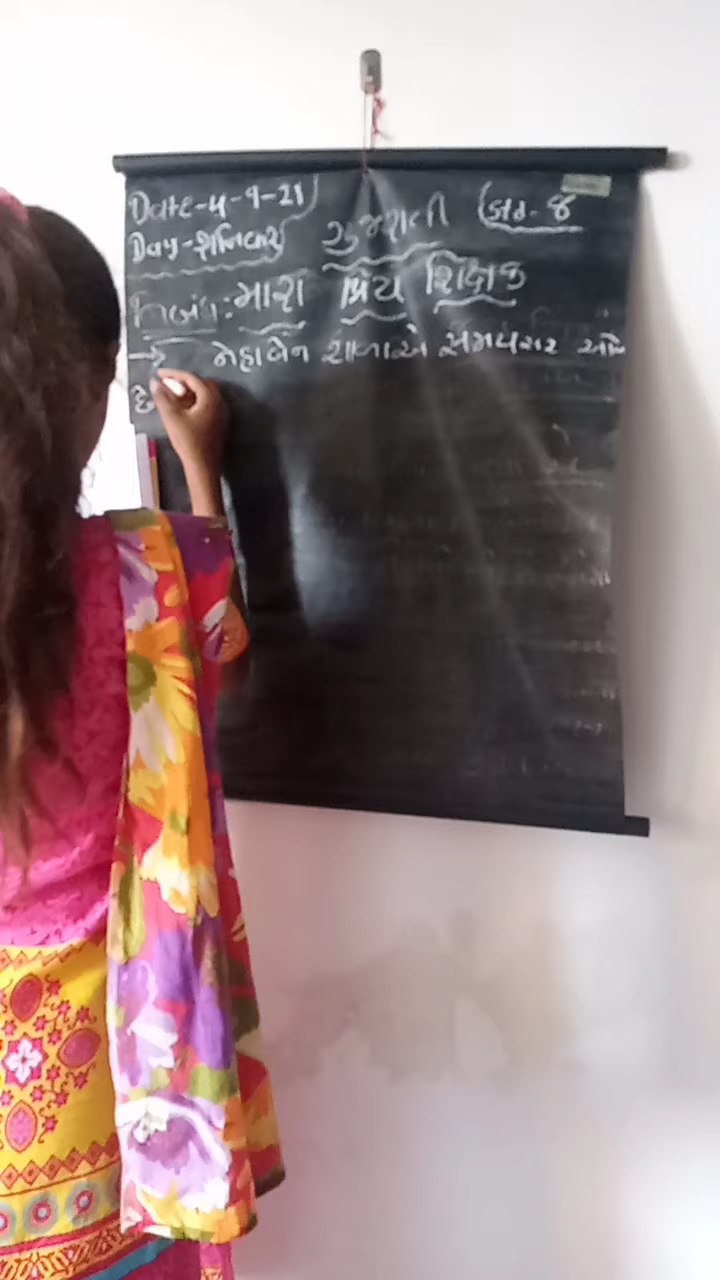 Date-4-9-21
Day-શનિવાર ગુજરાતી ધોરણ-8
નિબંધ:મારા પ્રિય શિક્ષક
→ નેહાબેન શાળાએ સમયસર આવે
છે